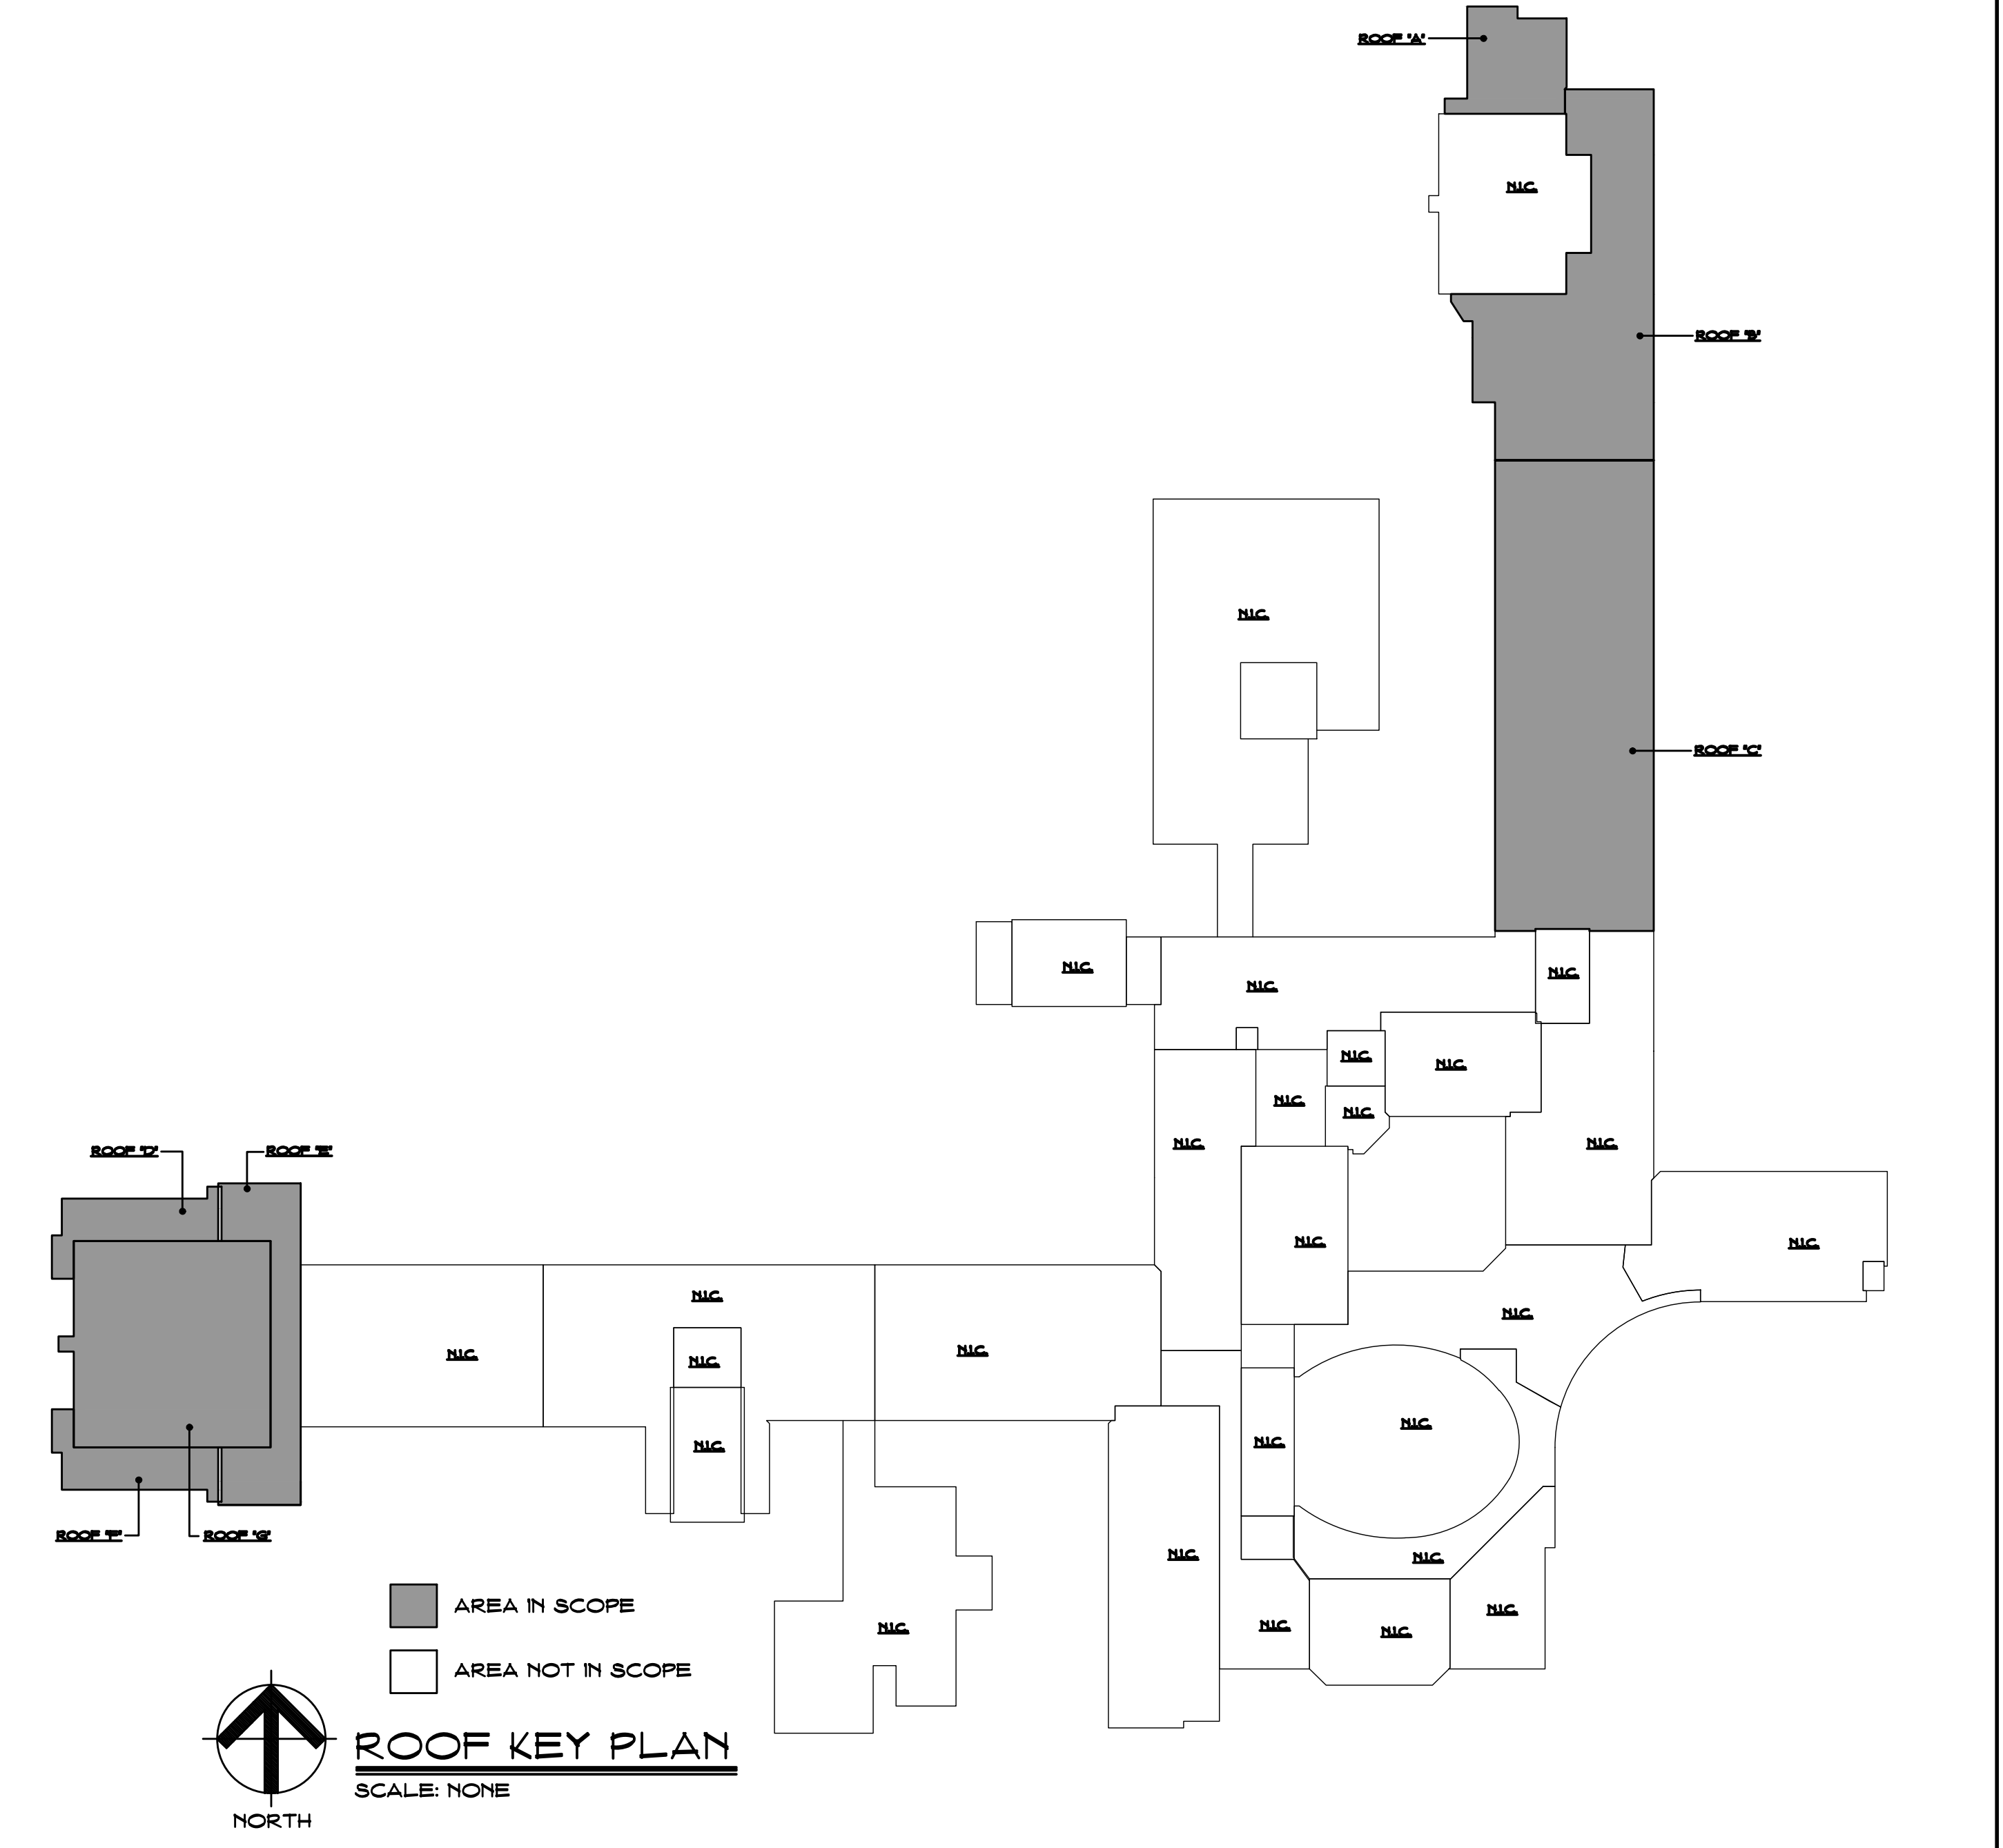 ROOF "A"
N.I.C.
ROOF "B"
N.I.C.
ROOF "C"
N.I.C.
N.I.C.
N.I.C.
N.I.C.
N.I.C.
N.I.C.
N.I.C.
N.I.C.
N.I.C.
ROOF "D"
ROOF "E"
N.I.C.
N.I.C.
N.I.C.
N.I.C.
N.I.C.
N.I.C.
N.I.C.
N.I.C.
N.I.C.
N.I.C.
ROOF "F"
ROOF "G"
N.I.C.
N.I.C.
N.I.C.
N.I.C.
N.I.C.
N.I.C.
AREA IN SCOPE
AREA NOT IN SCOPE
ROOF KEY PLAN
SCALE: NONE
NORTH